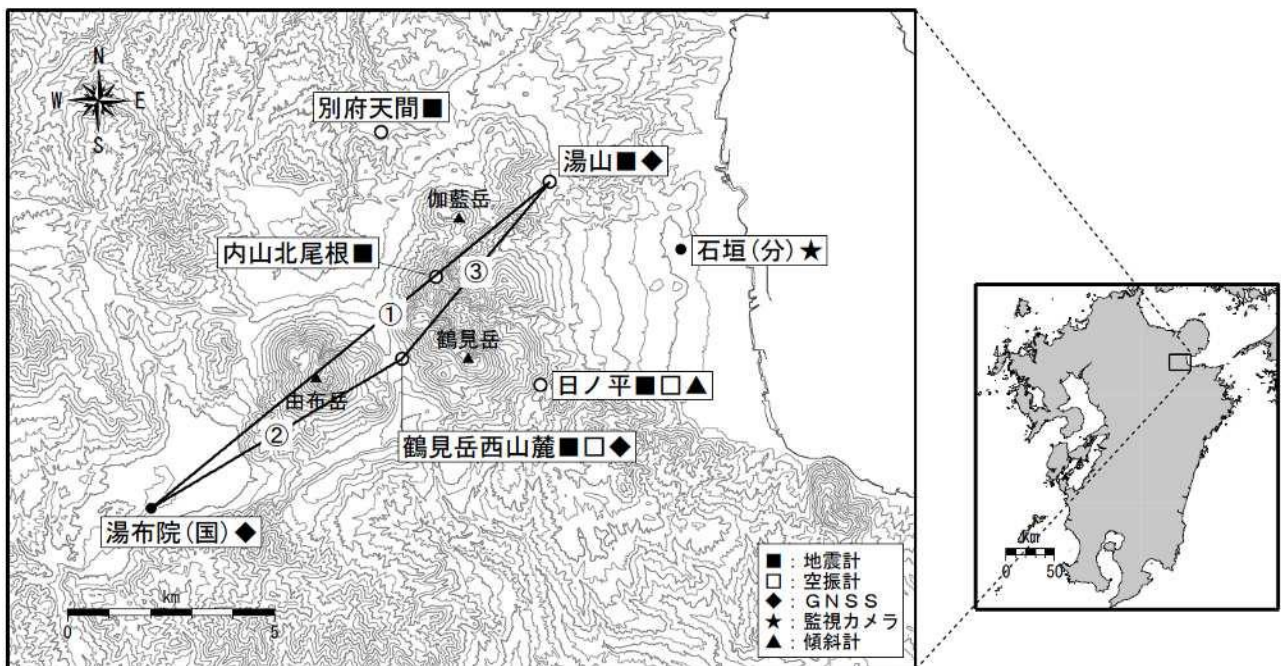 N
W E
S
別府天間■
湯山■◆
伽藍岳
石垣(分)★
内山北尾根■
③
①
鶴見岳
日ノ平■□▲
由布岳
②
鶴見岳西山麓■□◆
湯布院(国)◆
km
0 5
■：地震計
□：空振計
◆：GNSS
★：監視カメラ
▲：傾斜計
km
0 50